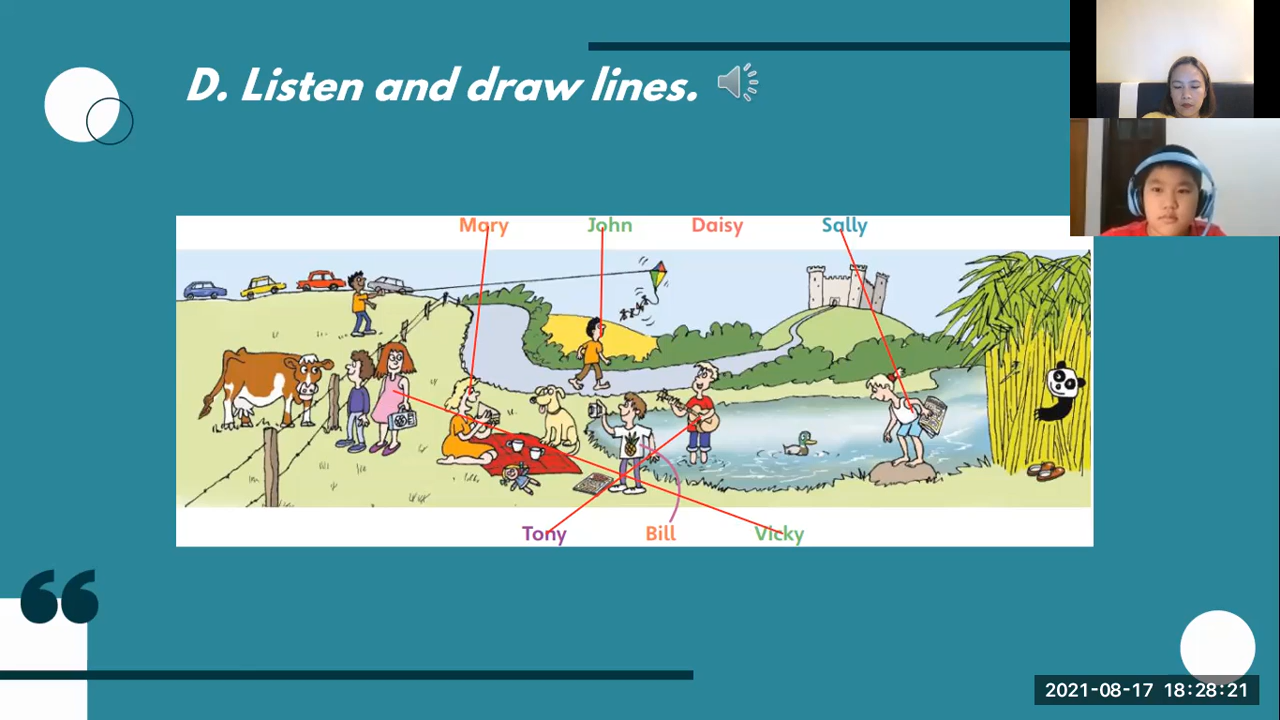 D. Listen and draw lines.
Mary John Daisy Sally
Tony Bill Vicky
2021-08-17 18:28:21